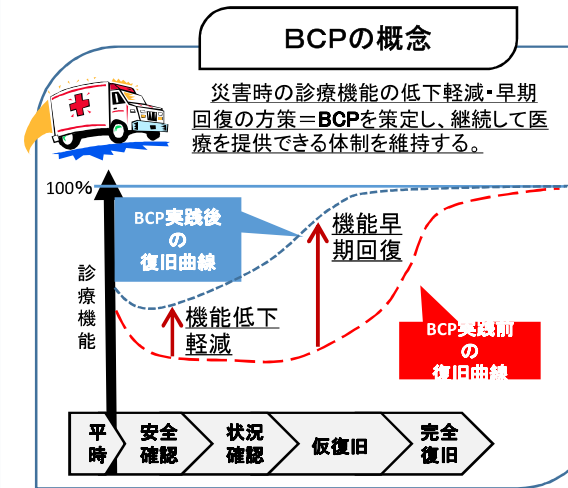 BCPの概念
災害時の診療機能の低下軽減・早期
回復の方策＝BCPを策定し、継続して医
療を提供できる体制を維持する。
100%
BCP実践後
の
復旧曲線
機能早
期回復
診療機能
機能低下
軽減
BCP実践前
の
復旧曲線
平時
安全
確認
状況
確認
仮復旧
完全
復旧